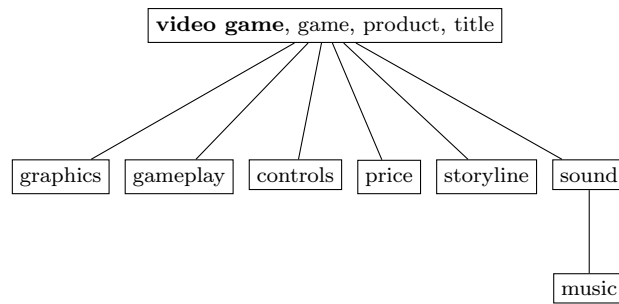 video game, game, product, title
graphics gameplay controls price storyline sound
music